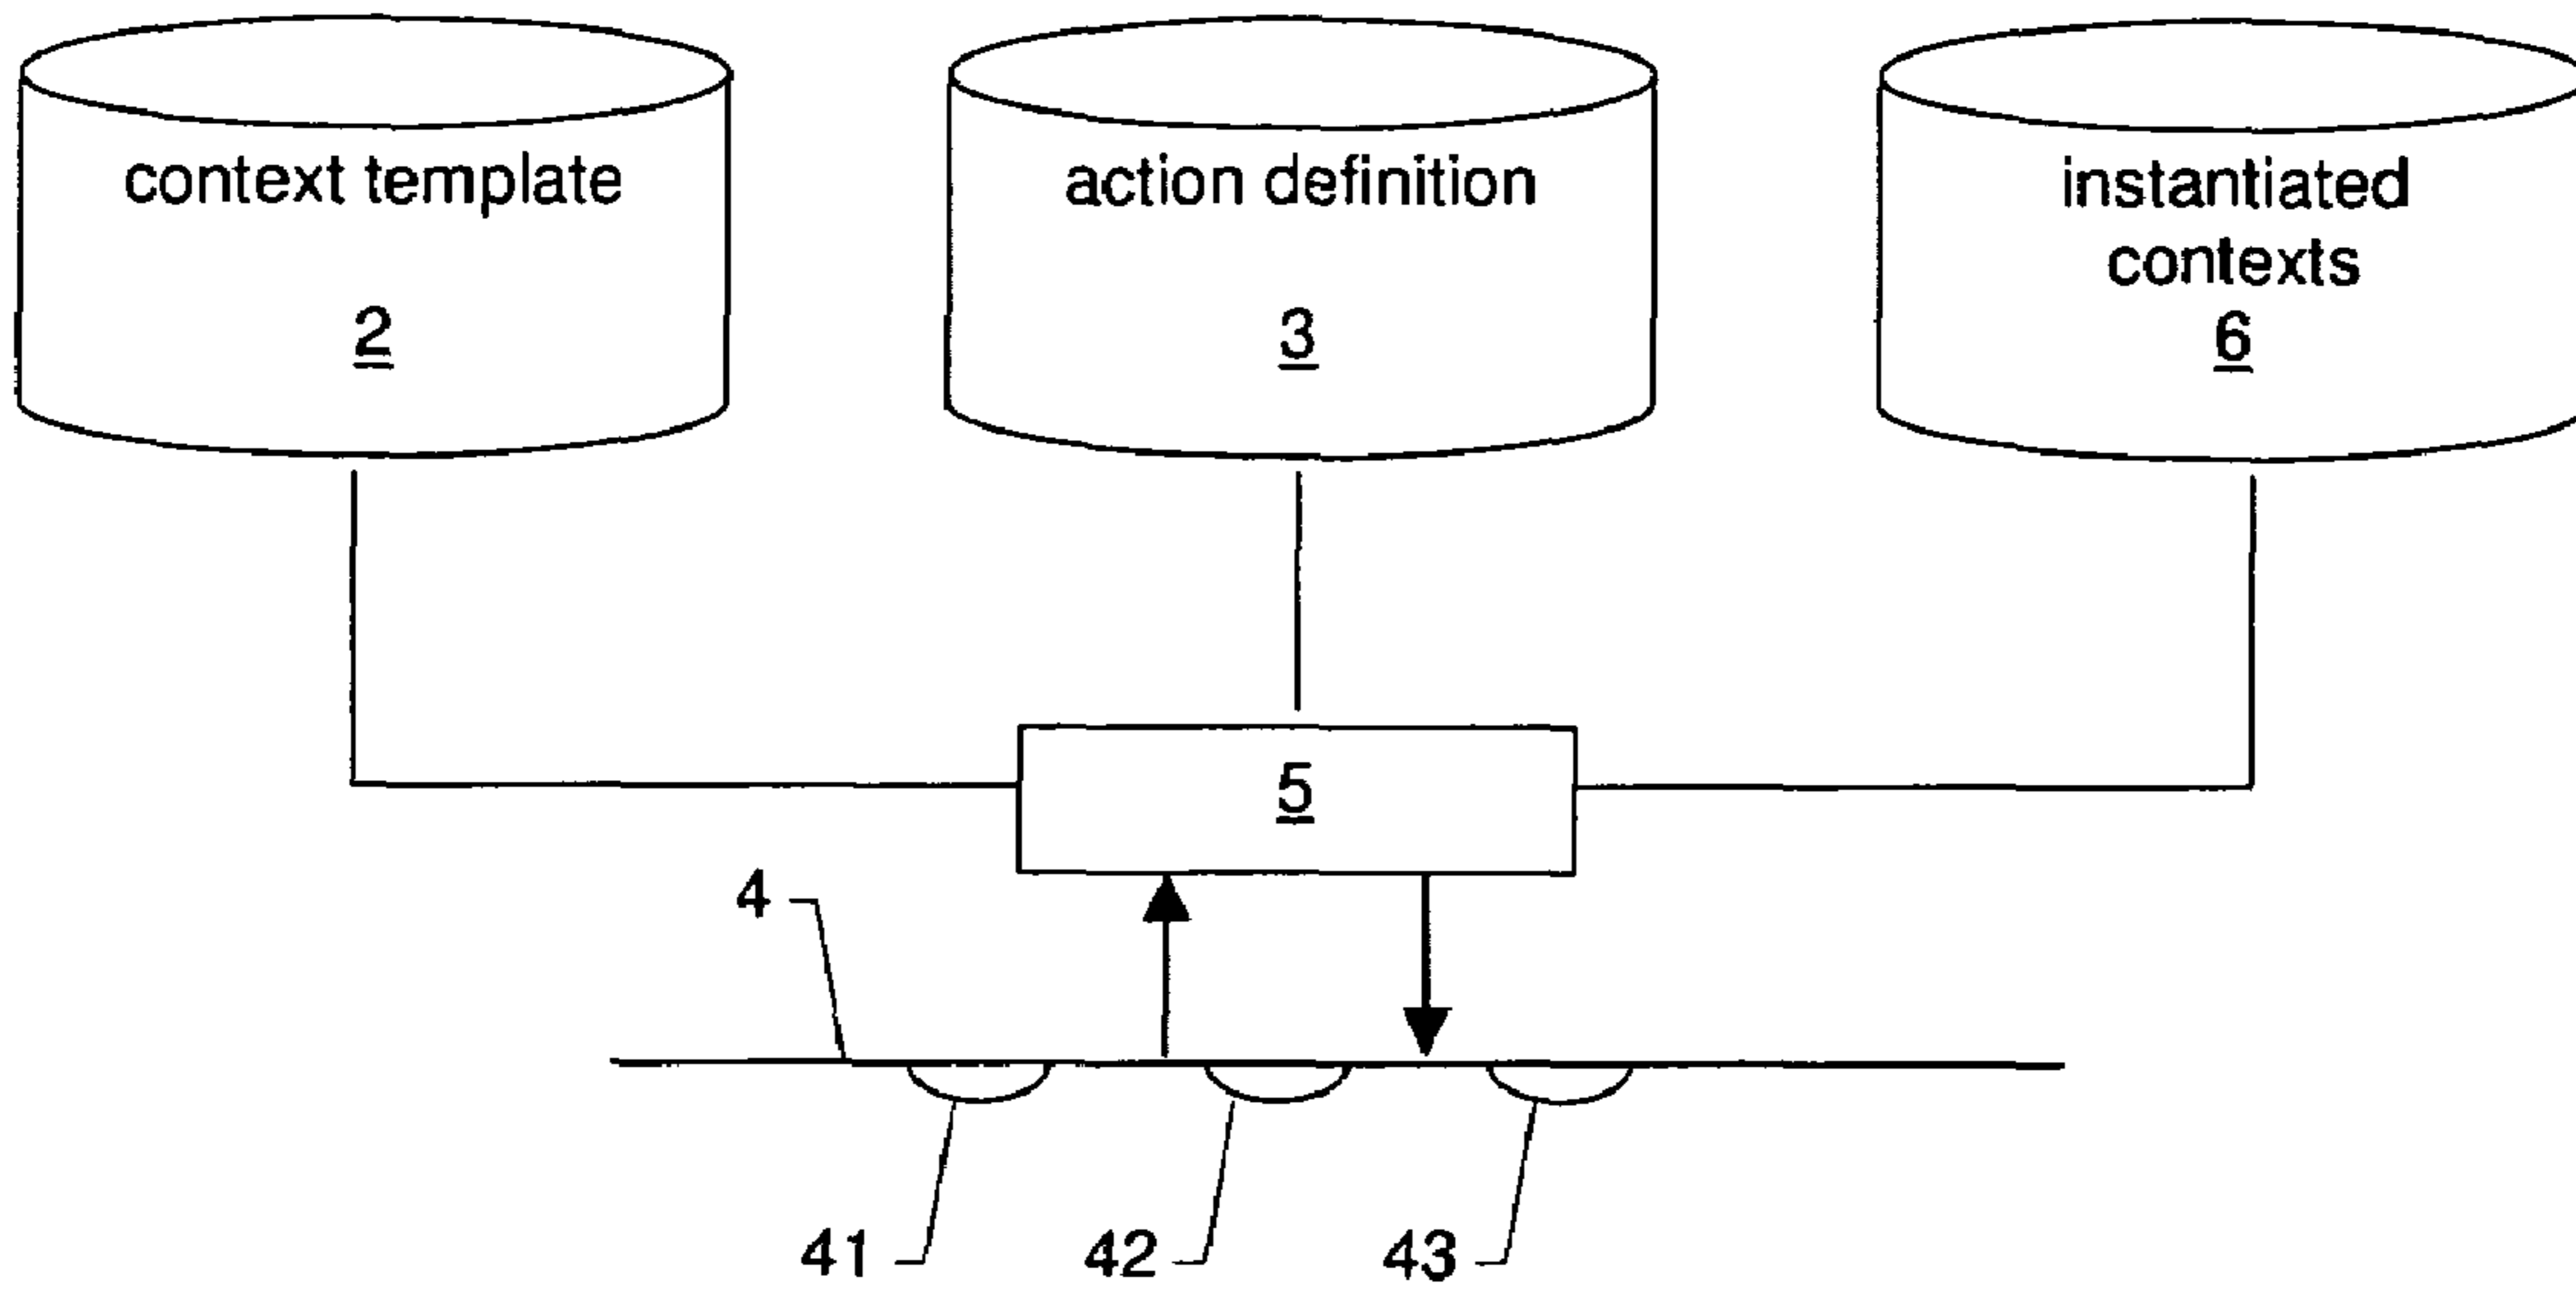 context template
2
action definition
3
instantiated
contexts
6
5
4
41
42
43